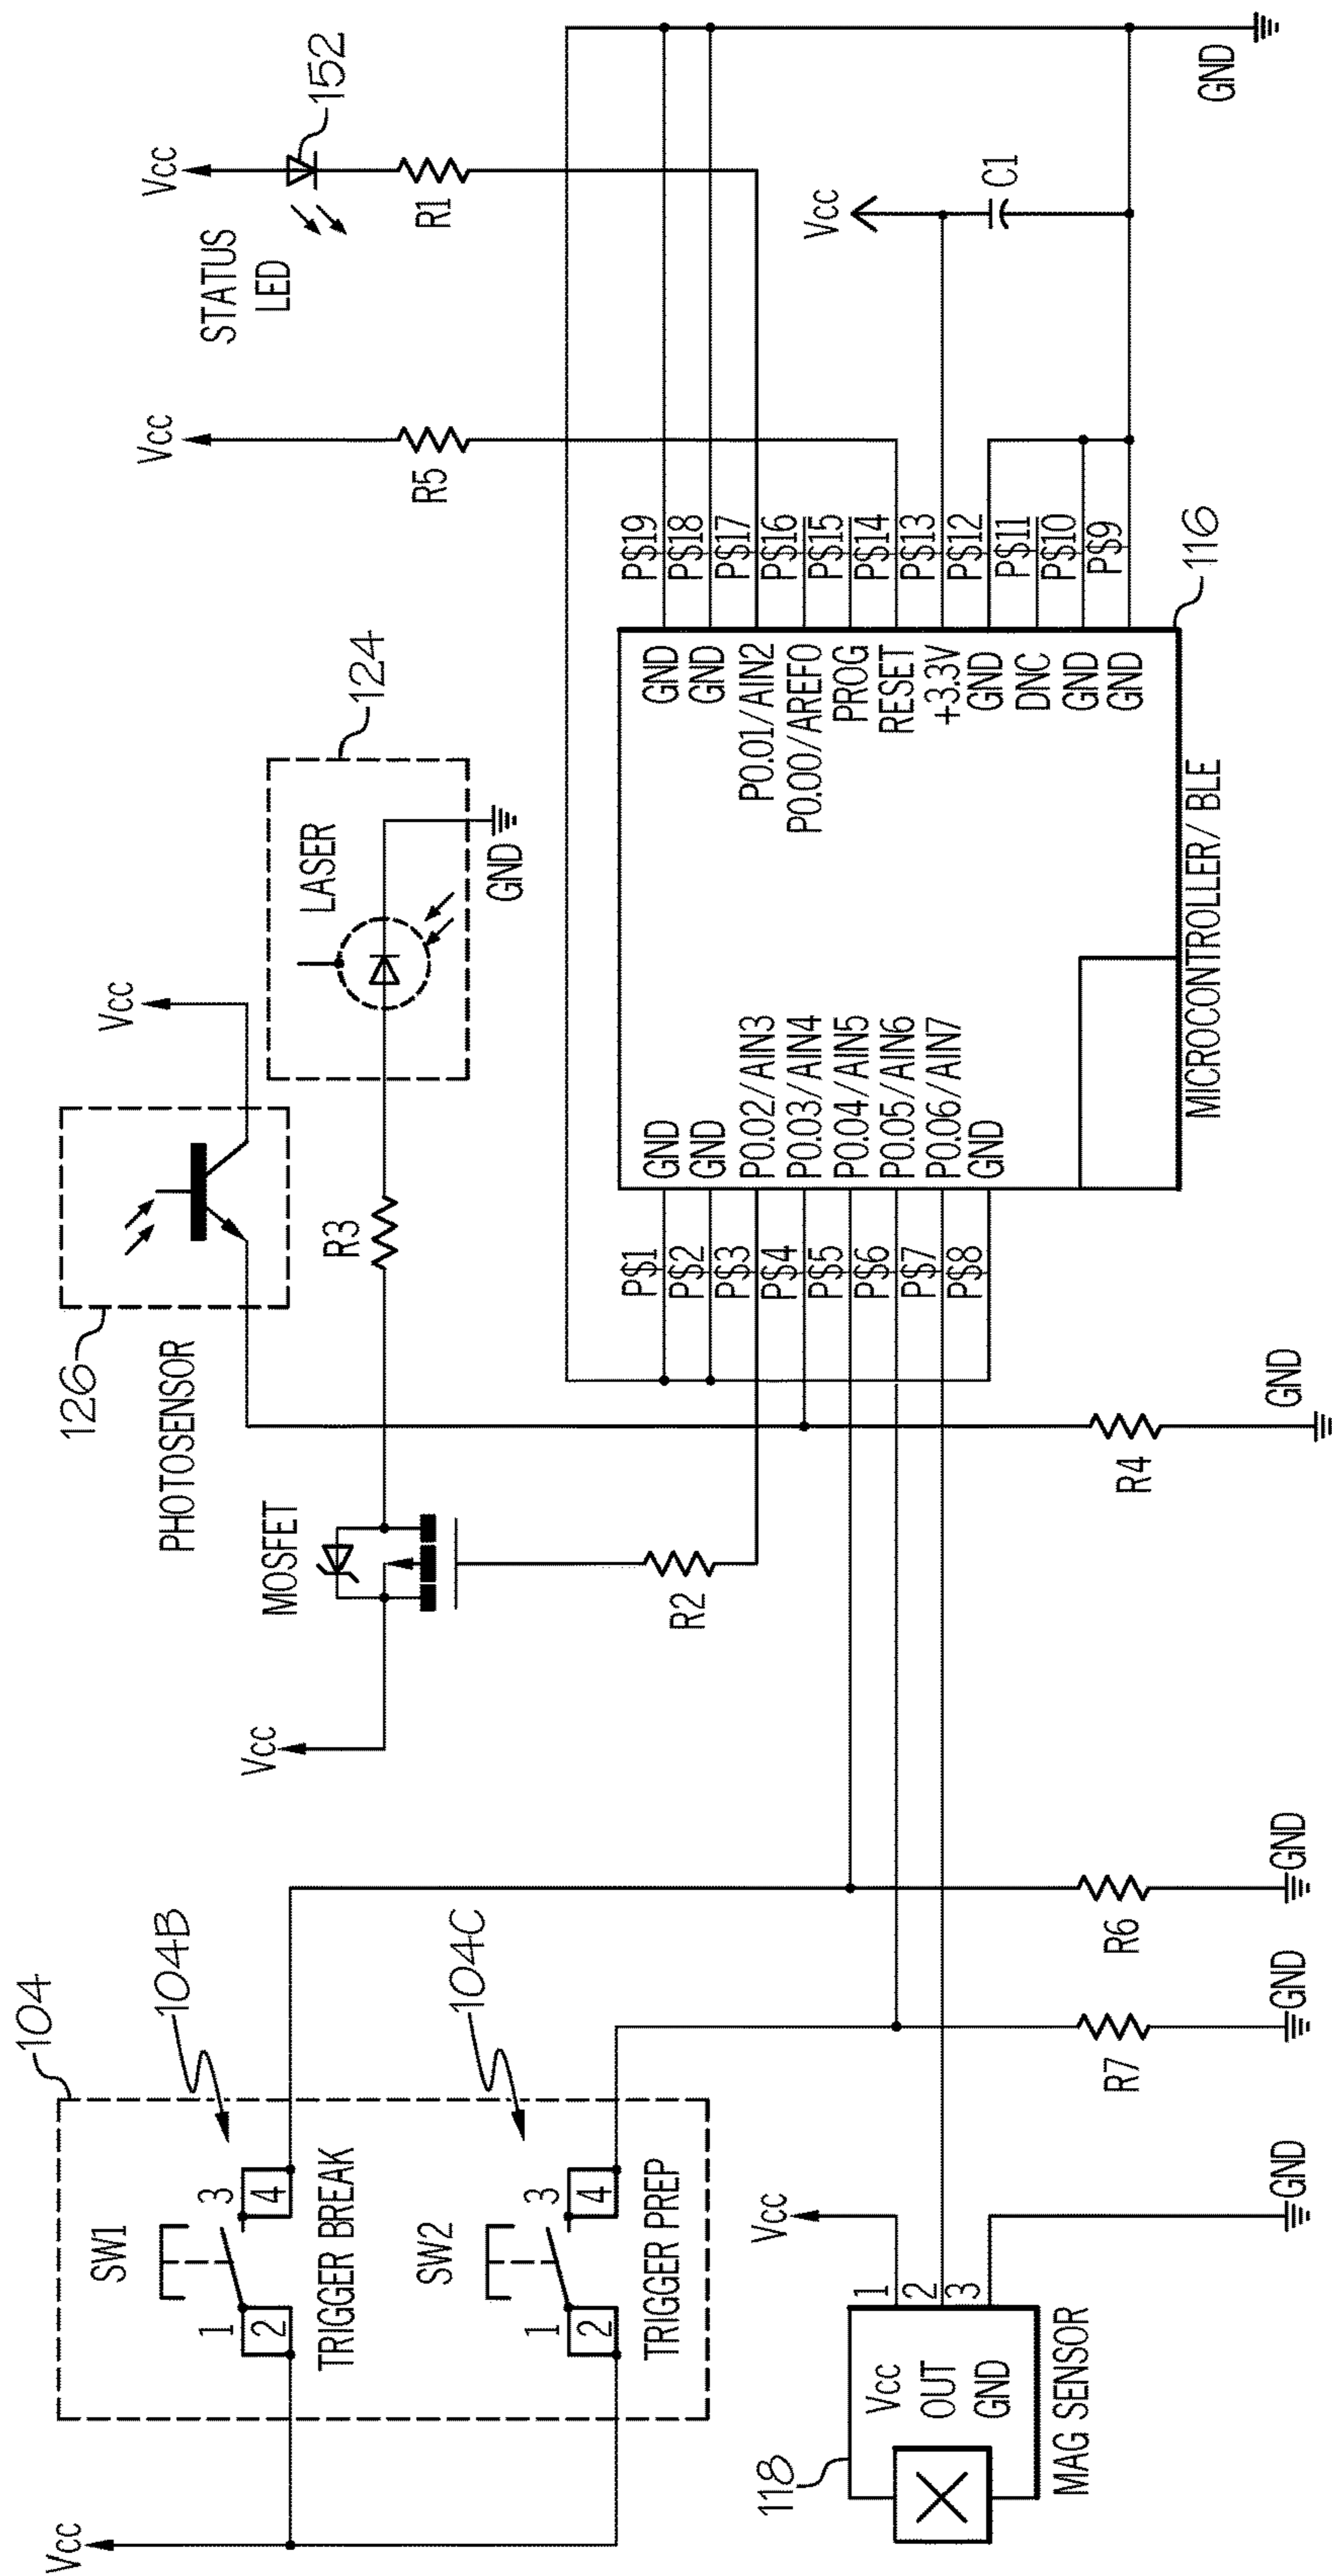 104
Vcc
SW1
1
2
3
4
TRIGGER BREAK
104B
SW2
1
2
3
4
TRIGGER PREP
104C
118
Vcc
OUT
GND
1
2
3
MAG SENSOR
Vcc
GND
R7
GND
R6
GND
Vcc
MOSFET
R2
126
PHOTOSENSOR
Vcc
R3
R4
GND
LASER
124
GND
P$1
P$2
P$3
P$4
P$5
P$6
P$7
P$8
GND
GND
P0.02/AIN3
P0.03/AIN4
P0.04/AIN5
P0.05/AIN6
P0.06/AIN7
GND
GND
GND
P0.01/AIN2
P0.00/AREF0
PROG
RESET
+3.3V
GND
DNC
GND
GND
P$19
P$18
P$17
P$16
P$15
P$14
P$13
P$12
P$11
P$10
P$9
MICROCONTROLLER/ BLE
116
Vcc
R5
STATUS
LED
Vcc
152
R1
Vcc
C1
GND